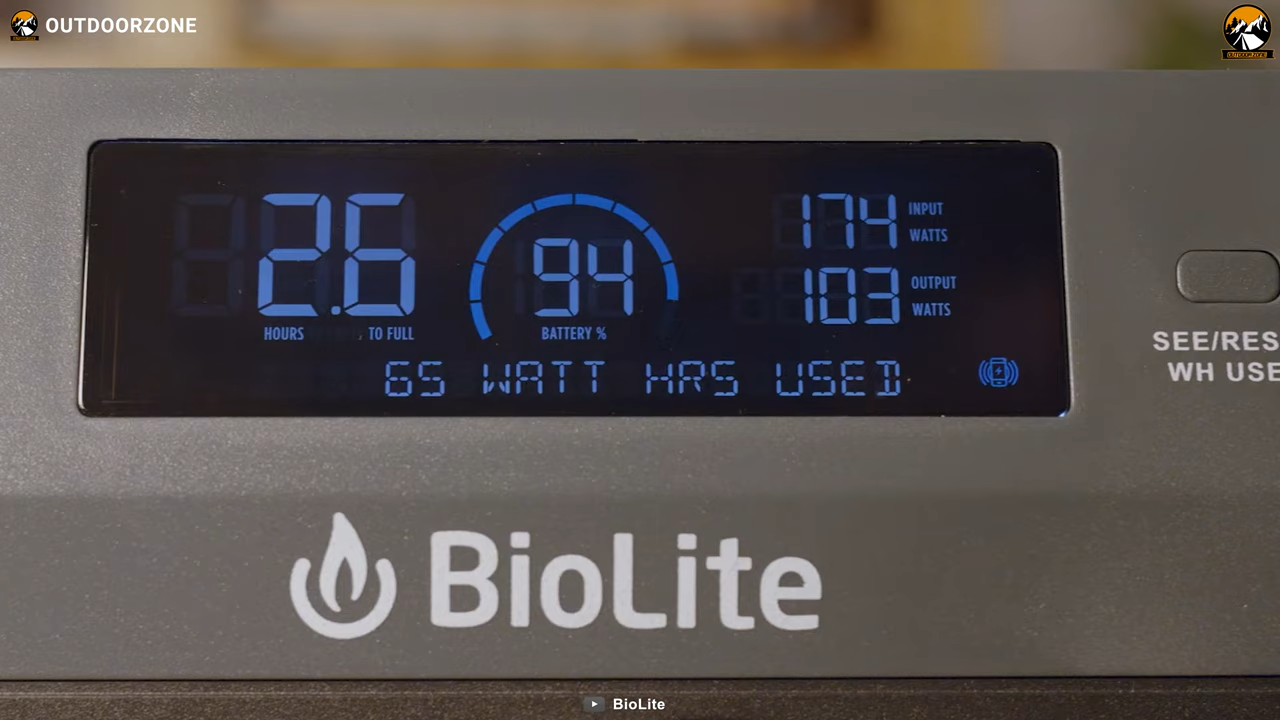 OUTDOORZONE
OUTDOORZONE
2.6
HOURS TO FULL
94
BATTERY %
174 INPUT WATTS
103 OUTPUT WATTS
65 WATT HRS USED
SEE/RES
WH USE
BioLite
BioLite